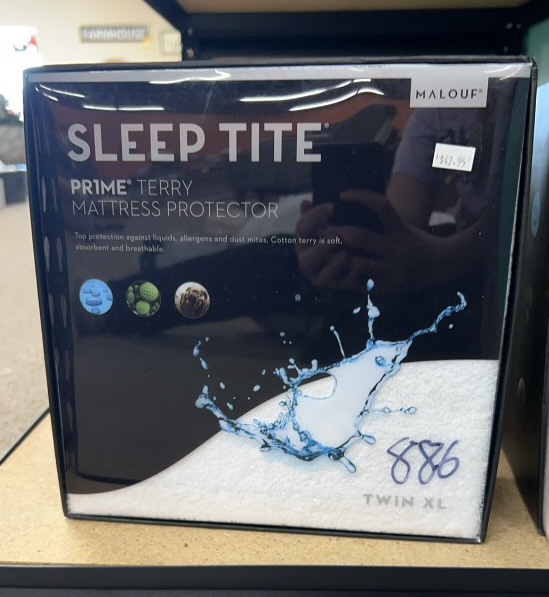 FARMHOUSE
MALOUF®
SLEEP TITE®
$42.95
PR1ME® TERRY
MATTRESS PROTECTOR
Top protection against liquids, allergens and dust mites. Cotton terry is soft,
absorbent and breathable.
886
TWIN XL